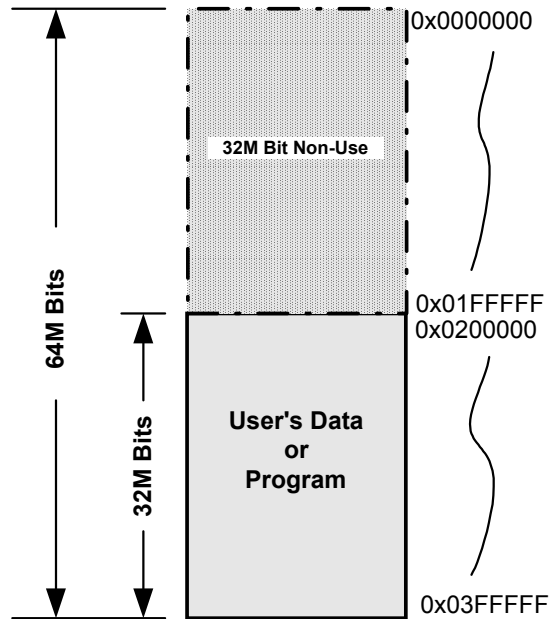 0x0000000
32M Bit Non-Use
64M Bits
0x01FFFFF
0x0200000
32M Bits
User's Data
or
Program
0x03FFFFF